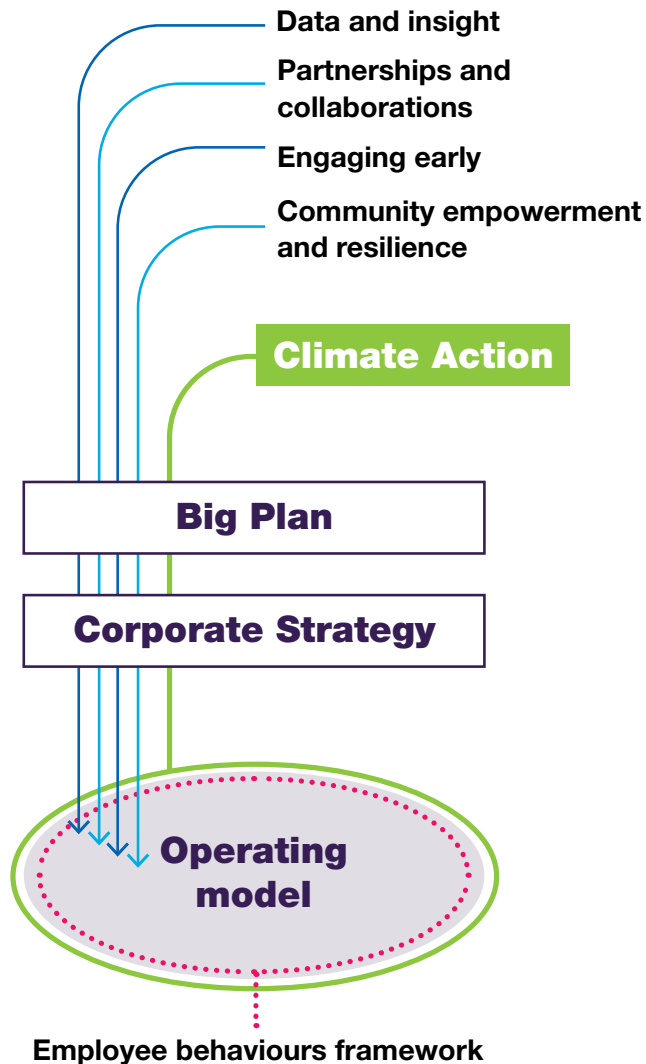 Data and insight
Partnerships and
collaborations
Engaging early
Community empowerment
and resilience
Climate Action
Big Plan
Corporate Strategy
Operating
model
Employee behaviours framework